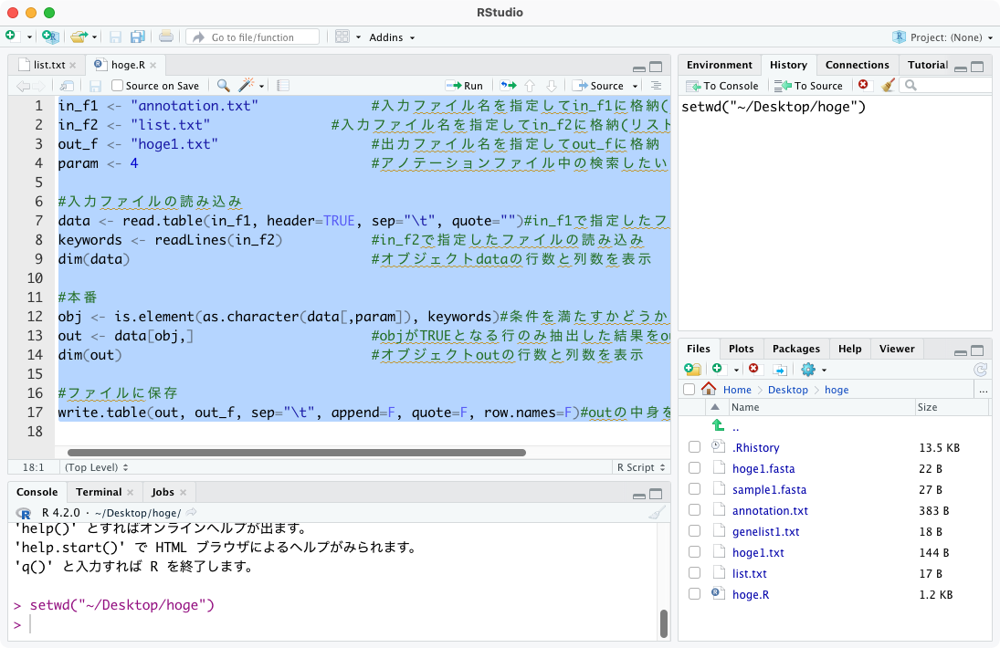 RStudio
Go to file/function
Addins
Project: (None)
list.txt
hoge.R
Source on Save
Run
Source
1 in_f1 <- "annotation.txt" #入力ファイル名を指定してin_f1に格納(
2 in_f2 <- "list.txt" #入力ファイル名を指定してin_f2に格納(リスト
3 out_f <- "hoge1.txt" #出力ファイル名を指定してout_fに格納
4 param <- 4 #アノテーションファイル中の検索したい
5
6 #入力ファイルの読み込み
7 data <- read.table(in_f1, header=TRUE, sep="\t", quote="")#in_f1で指定したフ
8 keywords <- readLines(in_f2) #in_f2で指定したファイルの読み込み
9 dim(data) #オブジェクトdataの行数と列数を表示
10
11 #本番
12 obj <- is.element(as.character(data[,param]), keywords)#条件を満たすかどうか
13 out <- data[obj,] #objがTRUEとなる行のみ抽出した結果をou
14 dim(out) #オブジェクトoutの行数と列数を表示
15
16 #ファイルに保存
17 write.table(out, out_f, sep="\t", append=F, quote=F, row.names=F)#outの中身を
18
18:1 (Top Level) R Script
Console Terminal Jobs
R 4.2.0 · ~/Desktop/hoge/
'help()' とすればオンラインヘルプが出ます。
'help.start()' で HTML ブラウザによるヘルプがみられます。
'q()' と入力すれば R を終了します。
> setwd("~/Desktop/hoge")
>
Environment History Connections Tutorial
To Console To Source
setwd("~/Desktop/hoge")
Files Plots Packages Help Viewer
Home Desktop hoge ...
Name Size
..
.Rhistory 13.5 KB
hoge1.fasta 22 B
sample1.fasta 27 B
annotation.txt 383 B
genelist1.txt 18 B
hoge1.txt 144 B
list.txt 17 B
hoge.R 1.2 KB